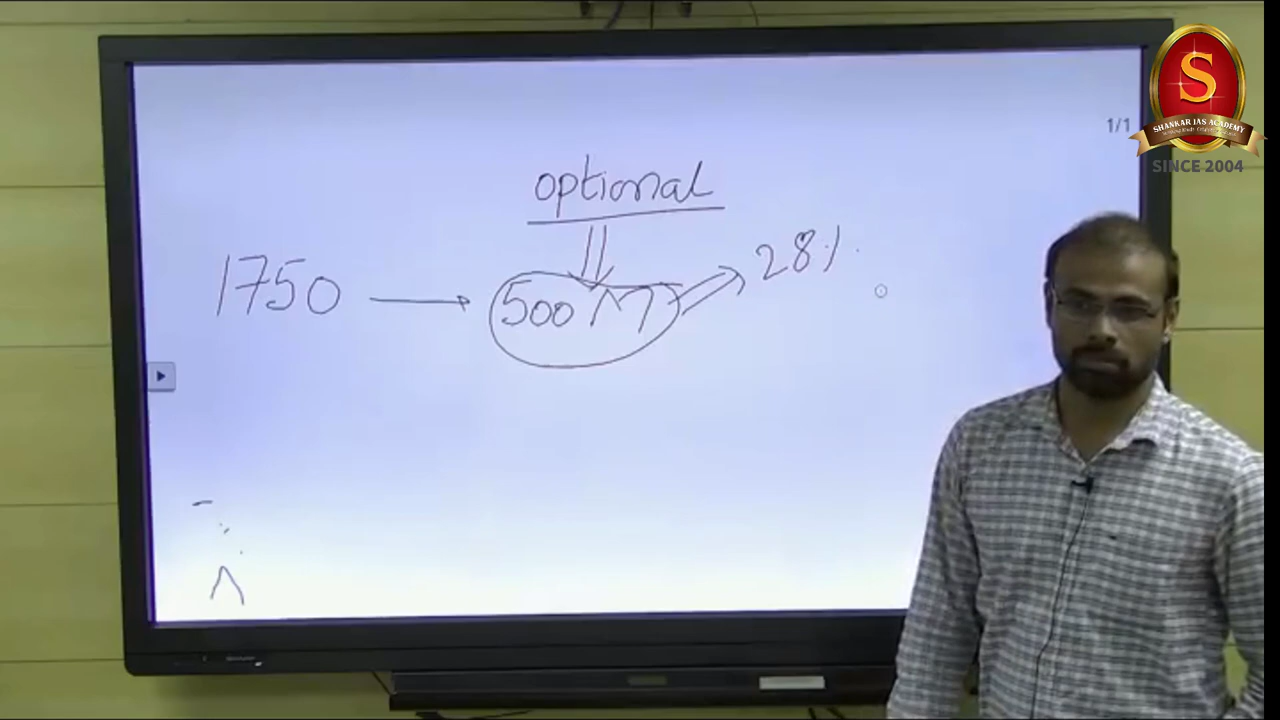 optional
1750 → 500 → 28%
1/1
S
SHANKAR IAS ACADEMY
SINCE 2004